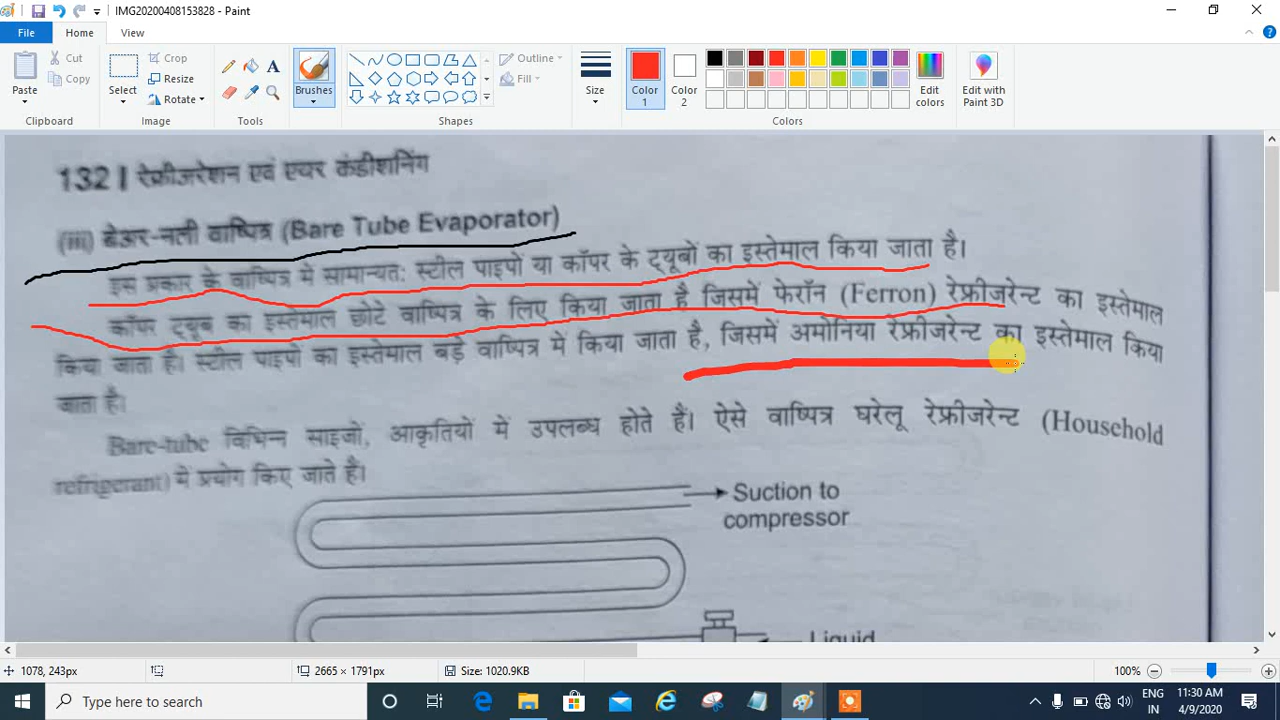 IMG20200408153828 - Paint
File Home View
Paste Cut Copy Clipboard
Select Crop Resize Rotate Image
Tools
Brushes
Shapes Outline Fill
Size
Color 1 Color 2 Colors
Edit colors
Edit with Paint 3D
132 | रेफ्रीजरेशन एवं एयर कंडीशनिंग
(iii) बेअर-नली वाष्पित्र (Bare Tube Evaporator)
इस प्रकार के वाष्पित्र में सामान्यतः स्टील पाइपों या कॉपर के ट्यूबों का इस्तेमाल किया जाता है।
कॉपर ट्यूब का इस्तेमाल छोटे वाष्पित्र के लिए किया जाता है जिसमें फेरॉन (Ferron) रेफ्रीजरेन्ट का इस्तेमाल
किया जाता है। स्टील पाइपों का इस्तेमाल बड़े वाष्पित्र में किया जाता है, जिसमें अमोनिया रेफ्रीजरेन्ट का इस्तेमाल किया
जाता है।
Bare-tube विभिन्न साइजों, आकृतियों में उपलब्ध होते हैं। ऐसे वाष्पित्र घरेलू रेफ्रीजरेन्ट (Household
refrigerant) में प्रयोग किए जाते हैं।
Suction to
compressor
Liquid
1078, 243px
2665 × 1791px
Size: 1020.9KB
100%
Type here to search
ENG
IN
11:30 AM
4/9/2020